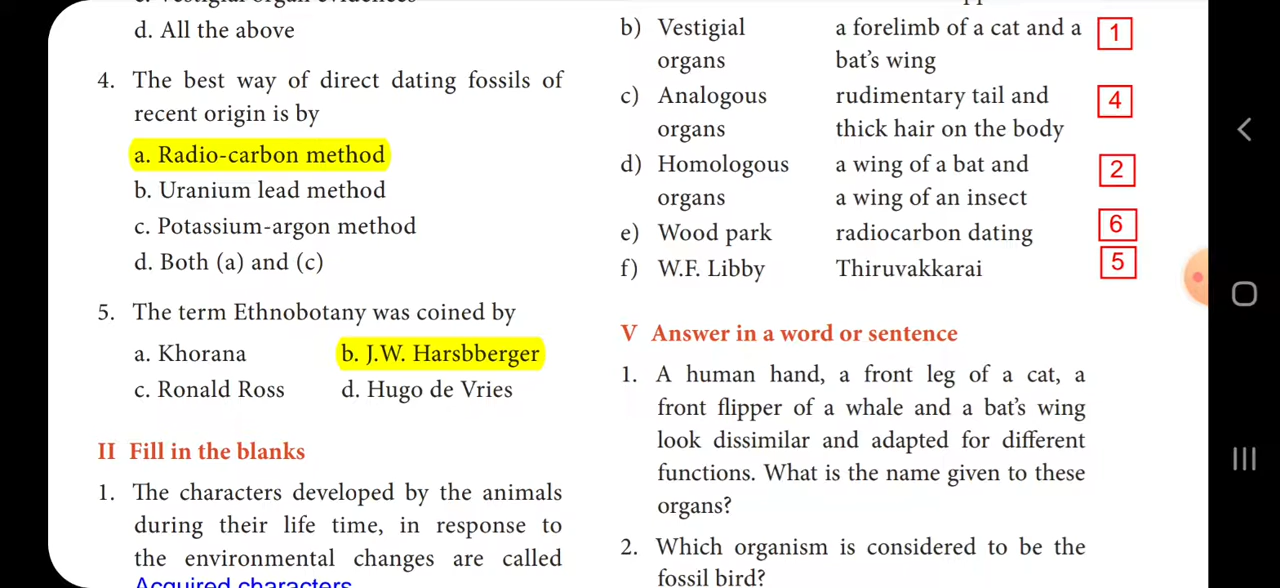 d. All the above
4. The best way of direct dating fossils of
recent origin is by
a. Radio-carbon method
b. Uranium lead method
c. Potassium-argon method
d. Both (a) and (c)
5. The term Ethnobotany was coined by
a. Khorana b. J.W. Harsbberger
c. Ronald Ross d. Hugo de Vries
II Fill in the blanks
1. The characters developed by the animals
during their life time, in response to
the environmental changes are called
Acquired characters
b) Vestigial a forelimb of a cat and a 1
organs bat's wing
c) Analogous rudimentary tail and 4
organs thick hair on the body
d) Homologous a wing of a bat and 2
organs a wing of an insect
e) Wood park radiocarbon dating 6
f) W.F. Libby Thiruvakkarai 5
V Answer in a word or sentence
1. A human hand, a front leg of a cat, a
front flipper of a whale and a bat's wing
look dissimilar and adapted for different
functions. What is the name given to these
organs?
2. Which organism is considered to be the
fossil bird?